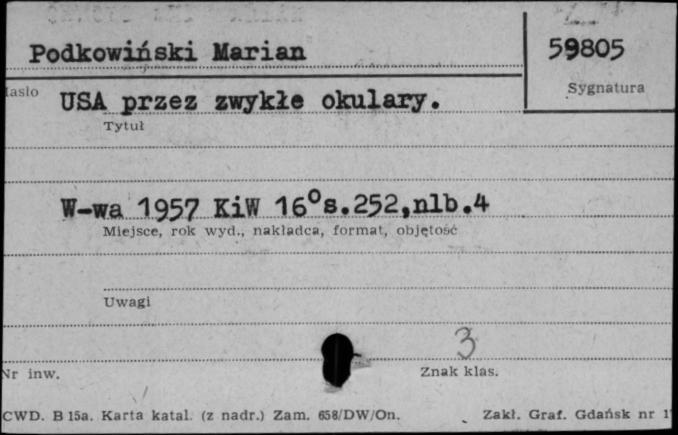 Podkowiński Marian
59805
Hasło
Sygnatura
USA przez zwykłe okulary.
Tytuł
W-wa 1957 KiW 16° s.252,nlb.4
Miejsce, rok wyd., nakładca, format, objętość
Uwagi
3
Nr inw.
Znak klas.
CWD. B 15a. Karta katal. (z nadr.) Zam. 658/DW/On.
Zakł. Graf. Gdańsk nr 1